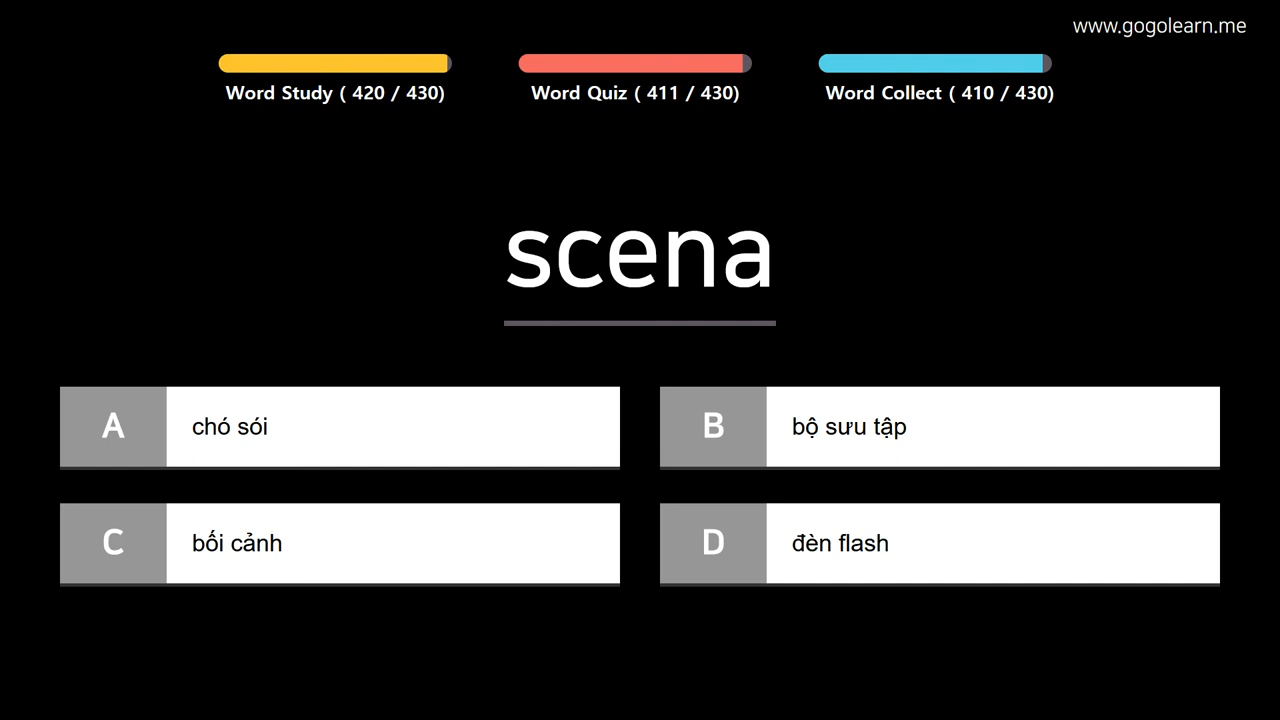 www.gogolearn.me
Word Study ( 420 / 430)
Word Quiz ( 411 / 430)
Word Collect ( 410 / 430)
scena
A chó sói
B bộ sưu tập
C bối cảnh
D đèn flash